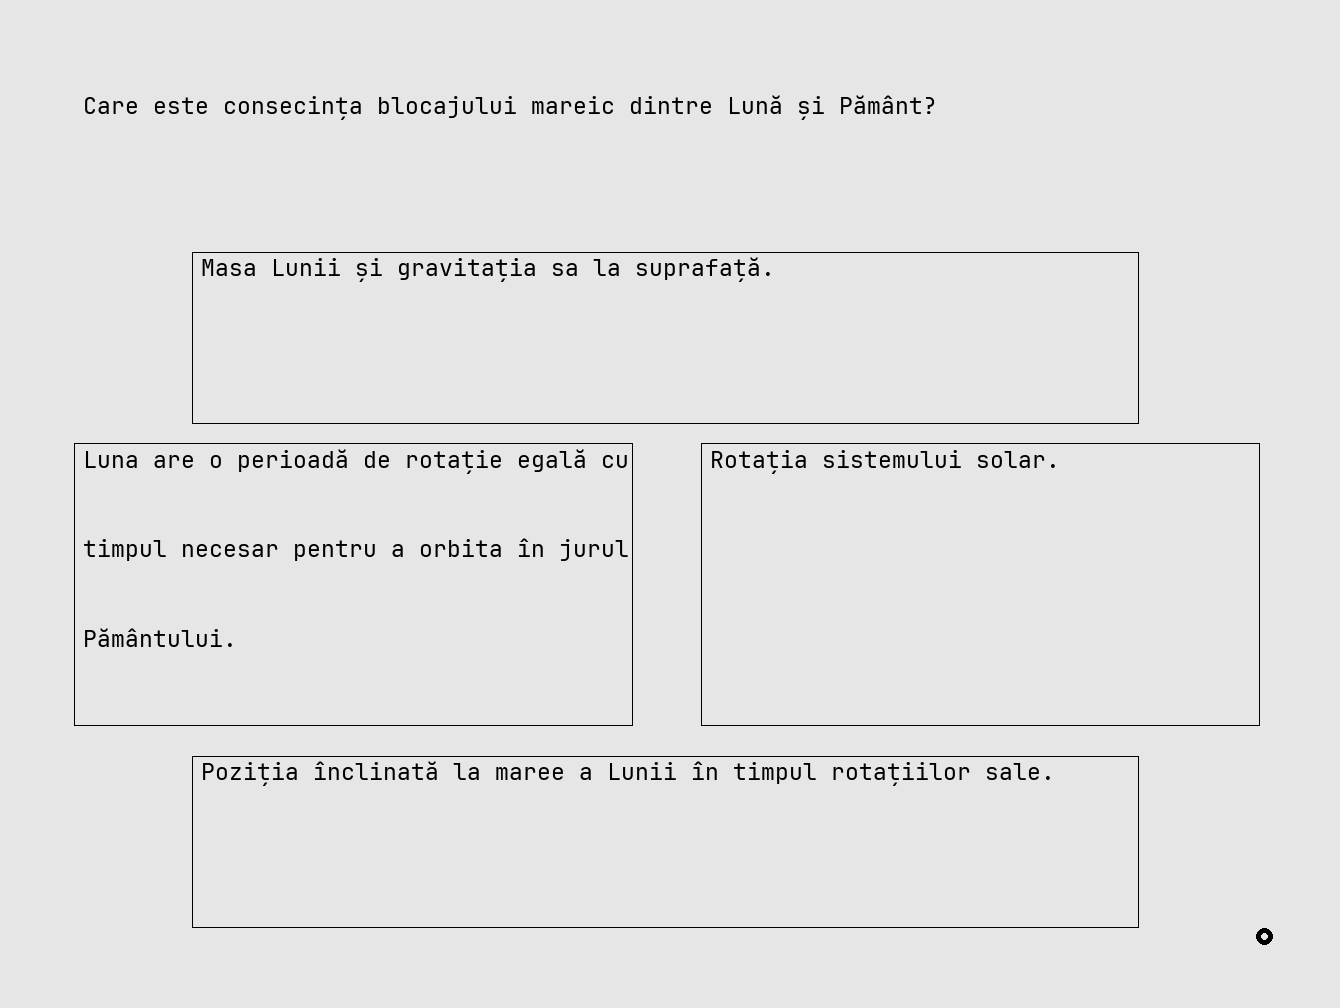 Care este consecința blocajului mareic dintre Lună și Pământ?
Masa Lunii și gravitația sa la suprafață.
Luna are o perioadă de rotație egală cu
timpul necesar pentru a orbita în jurul
Pământului.
Rotația sistemului solar.
Poziția înclinată la maree a Lunii în timpul rotațiilor sale.